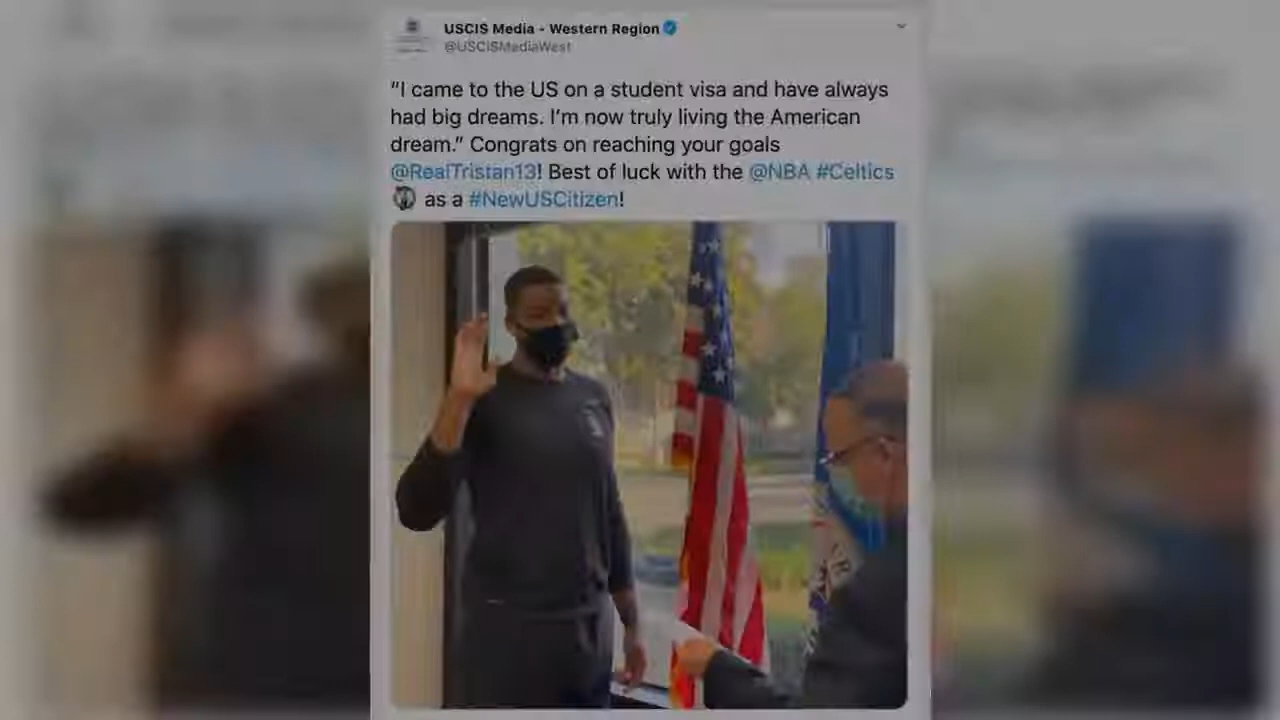 USCIS Media - Western Region
@USCISMediaWest
“I came to the US on a student visa and have always
had big dreams. I’m now truly living the American
dream.” Congrats on reaching your goals
@RealTristan13! Best of luck with the @NBA #Celtics
as a #NewUSCitizen!